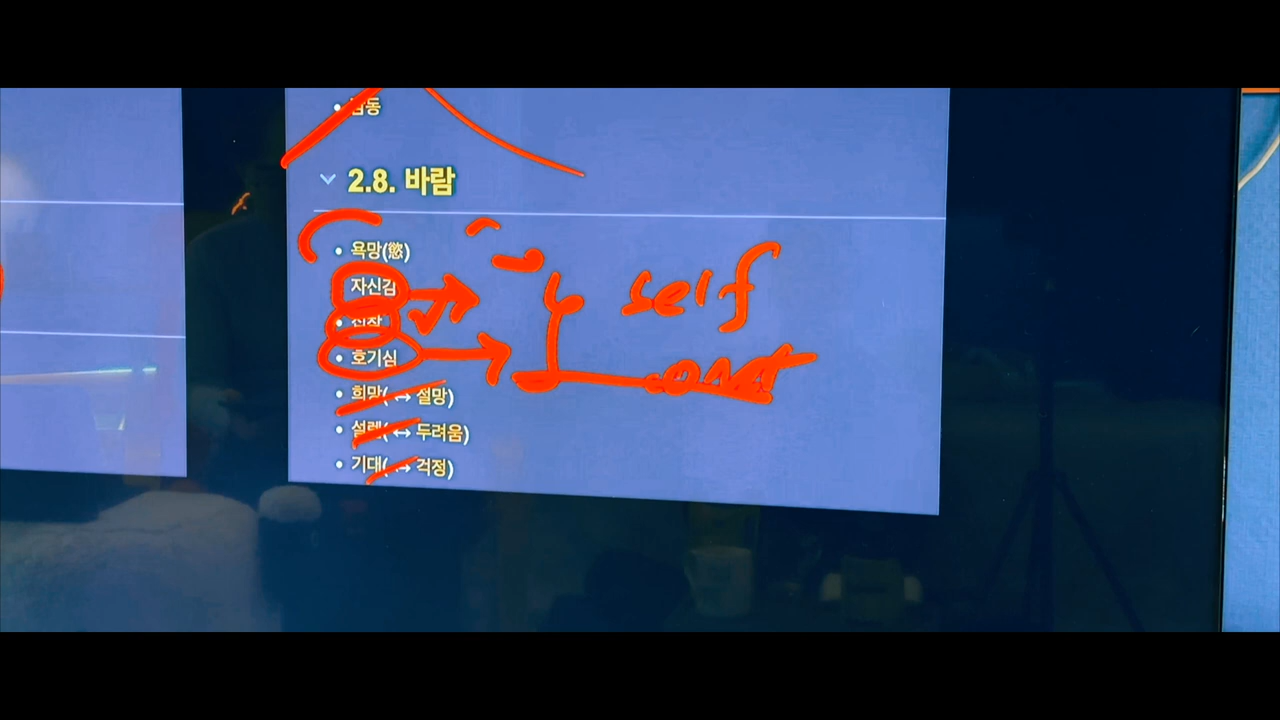 2.8. 바람
• 욕망(慾)
자신감
• 호기심
• 희망(↔ 절망)
• 설렘(↔ 두려움)
• 기대(↔ 걱정)
self